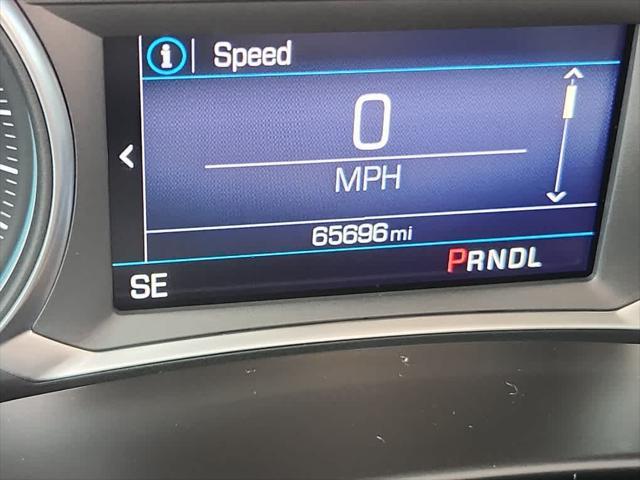 i Speed
0
MPH
65696 mi
SE PRNDL